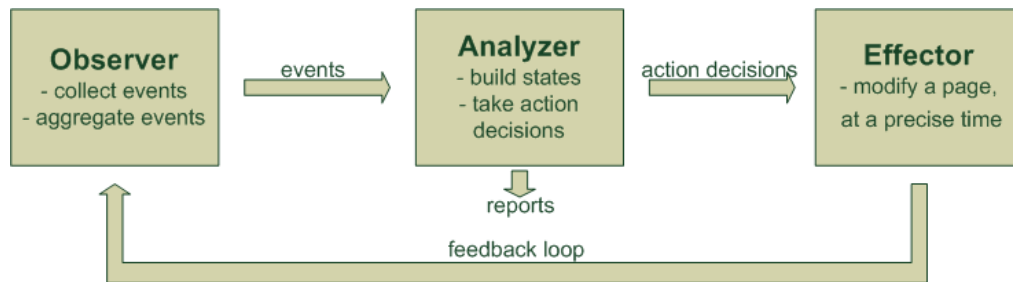 Observer
- collect events
- aggregate events
events
Analyzer
- build states
- take action
decisions
action decisions
Effector
- modify a page,
at a precise time
reports
feedback loop